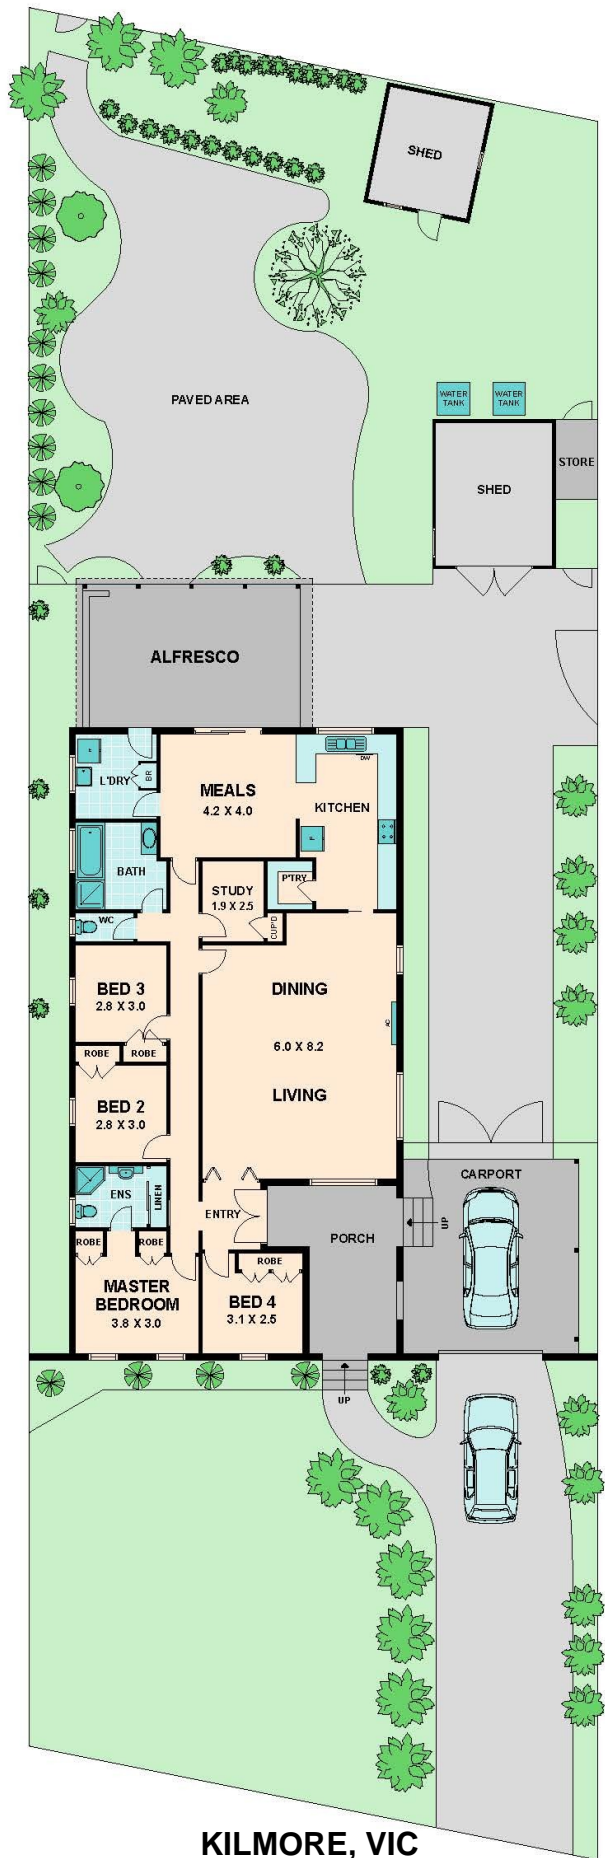 SHED
WATER
TANK
WATER
TANK
PAVED AREA
SHED
STORE
ALFRESCO
L'DRY
BR
MEALS
4.2 X 4.0
DW
KITCHEN
F
BATH
STUDY
1.9 X 2.5
P'TRY
WC
CUP'D
BED 3
2.8 X 3.0
DINING
AC
6.0 X 8.2
ROBE
ROBE
LIVING
BED 2
2.8 X 3.0
CARPORT
ENS
LINEN
ENTRY
UP
PORCH
ROBE
ROBE
ROBE
MASTER
BEDROOM
3.8 X 3.0
BED 4
3.1 X 2.5
UP
KILMORE, VIC